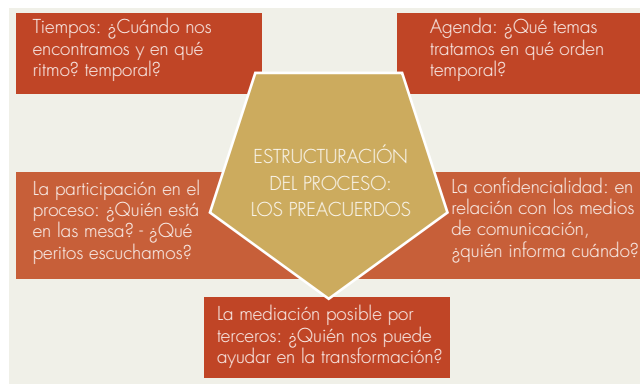 Tiempos: ¿Cuándo nos
encontramos y en qué
ritmo? temporal?
Agenda: ¿Qué temas
tratamos en qué orden
temporal?
ESTRUCTURACIÓN
DEL PROCESO:
LOS PREACUERDOS
La participación en el
proceso: ¿Quién está
en las mesa? - ¿Qué
peritos escuchamos?
La confidencialidad: en
relación con los medios
de comunicación,
¿quién informa cuándo?
La mediación posible por
terceros: ¿Quién nos puede
ayudar en la transformación?